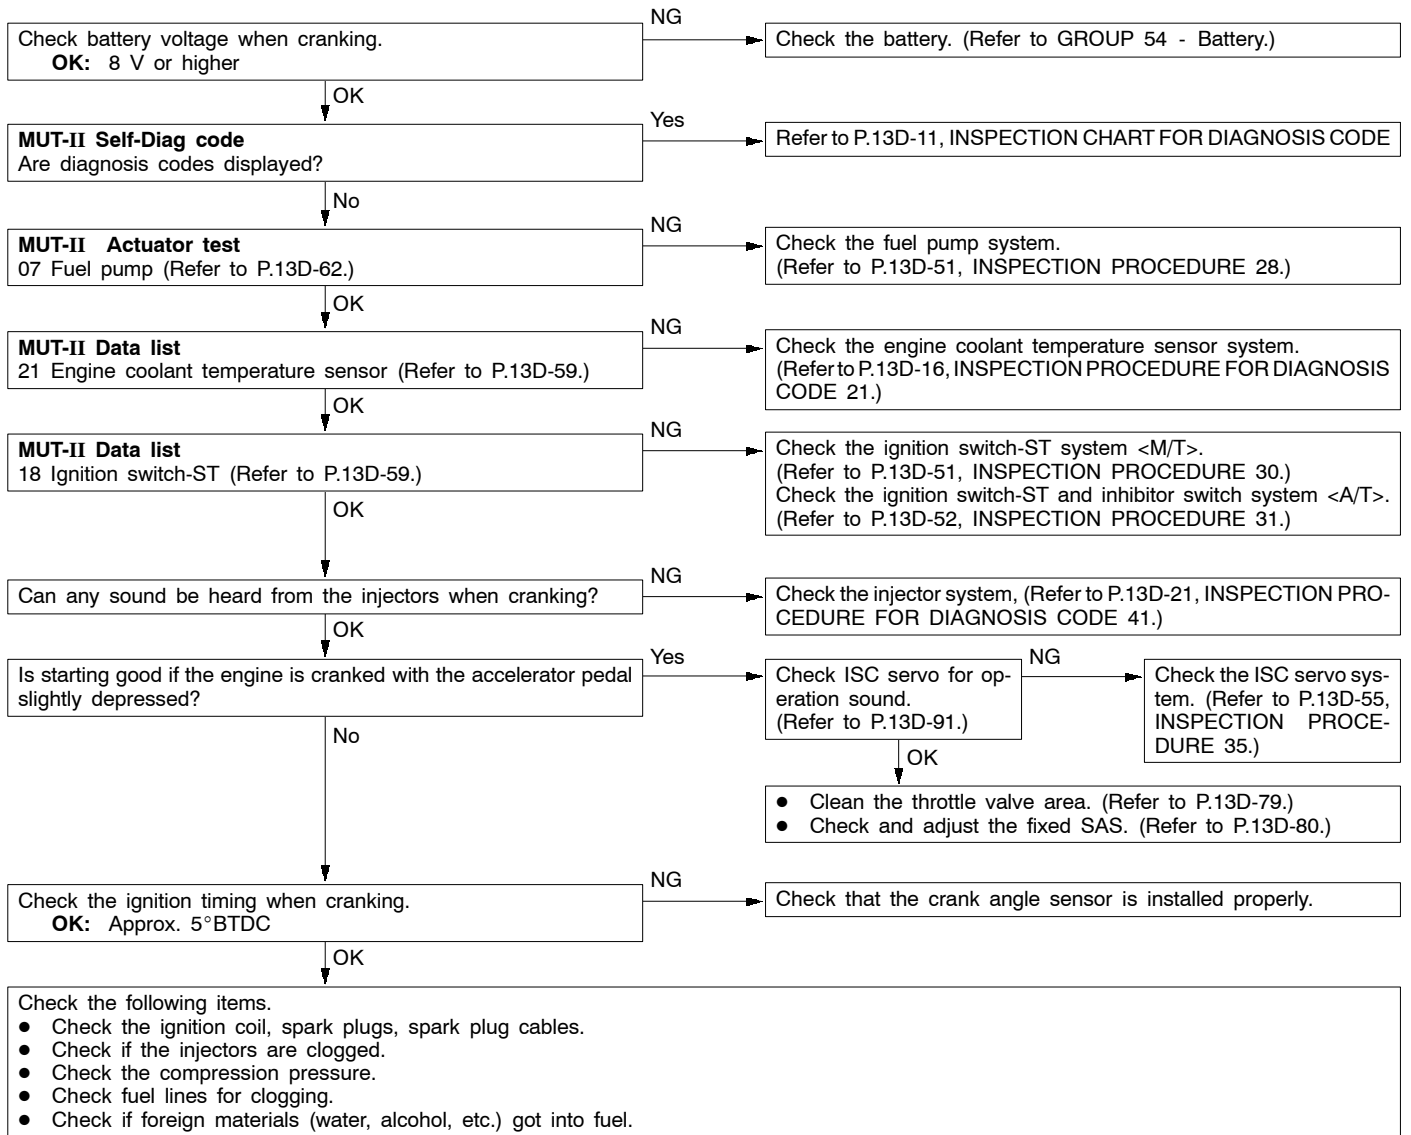 NG
Check battery voltage when cranking.
OK: 8 V or higher
Check the battery. (Refer to GROUP 54 - Battery.)
OK
MUT-II Self-Diag code
Are diagnosis codes displayed?
Yes
Refer to P.13D-11, INSPECTION CHART FOR DIAGNOSIS CODE
No
MUT-II Actuator test
07 Fuel pump (Refer to P.13D-62.)
NG
Check the fuel pump system.
(Refer to P.13D-51, INSPECTION PROCEDURE 28.)
OK
MUT-II Data list
21 Engine coolant temperature sensor (Refer to P.13D-59.)
NG
Check the engine coolant temperature sensor system.
(Refer to P.13D-16, INSPECTION PROCEDURE FOR DIAGNOSIS
CODE 21.)
OK
MUT-II Data list
18 Ignition switch-ST (Refer to P.13D-59.)
NG
Check the ignition switch-ST system <M/T>.
(Refer to P.13D-51, INSPECTION PROCEDURE 30.)
Check the ignition switch-ST and inhibitor switch system <A/T>.
(Refer to P.13D-52, INSPECTION PROCEDURE 31.)
OK
Can any sound be heard from the injectors when cranking?
NG
Check the injector system, (Refer to P.13D-21, INSPECTION PRO-
CEDURE FOR DIAGNOSIS CODE 41.)
OK
Is starting good if the engine is cranked with the accelerator pedal
slightly depressed?
Yes
Check ISC servo for op-
eration sound.
(Refer to P.13D-91.)
NG
Check the ISC servo sys-
tem. (Refer to P.13D-55,
INSPECTION PROCE-
DURE 35.)
OK
● Clean the throttle valve area. (Refer to P.13D-79.)
● Check and adjust the fixed SAS. (Refer to P.13D-80.)
No
Check the ignition timing when cranking.
OK: Approx. 5°BTDC
NG
Check that the crank angle sensor is installed properly.
OK
Check the following items.
● Check the ignition coil, spark plugs, spark plug cables.
● Check if the injectors are clogged.
● Check the compression pressure.
● Check fuel lines for clogging.
● Check if foreign materials (water, alcohol, etc.) got into fuel.